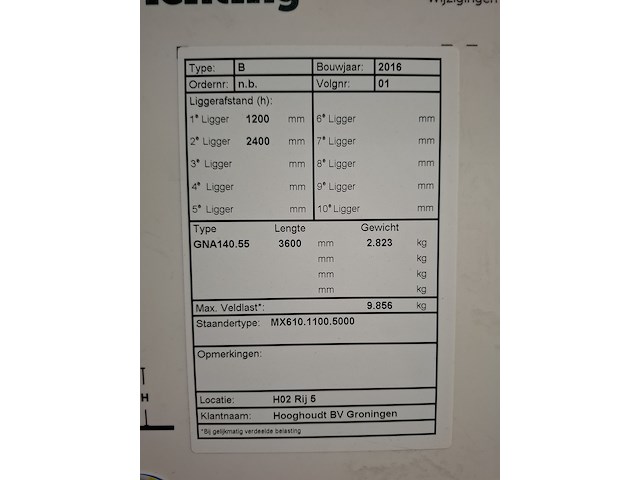 Wijzigingen
Type: B Bouwjaar: 2016
Ordernr: n.b. Volgnr: 01
Liggerafstand (h):
1e Ligger 1200 mm 6e Ligger mm
2e Ligger 2400 mm 7e Ligger mm
3e Ligger mm 8e Ligger mm
4e Ligger mm 9e Ligger mm
5e Ligger mm 10e Ligger mm
Type Lengte Gewicht
GNA140.55 3600 mm 2.823 kg
mm kg
mm kg
mm kg
Max. Veldlast*: 9.856 kg
Staandertype: MX610.1100.5000
Opmerkingen:
Locatie: H02 Rij 5
Klantnaam: Hooghoudt BV Groningen
*Bij gelijkmatig verdeelde belasting
H